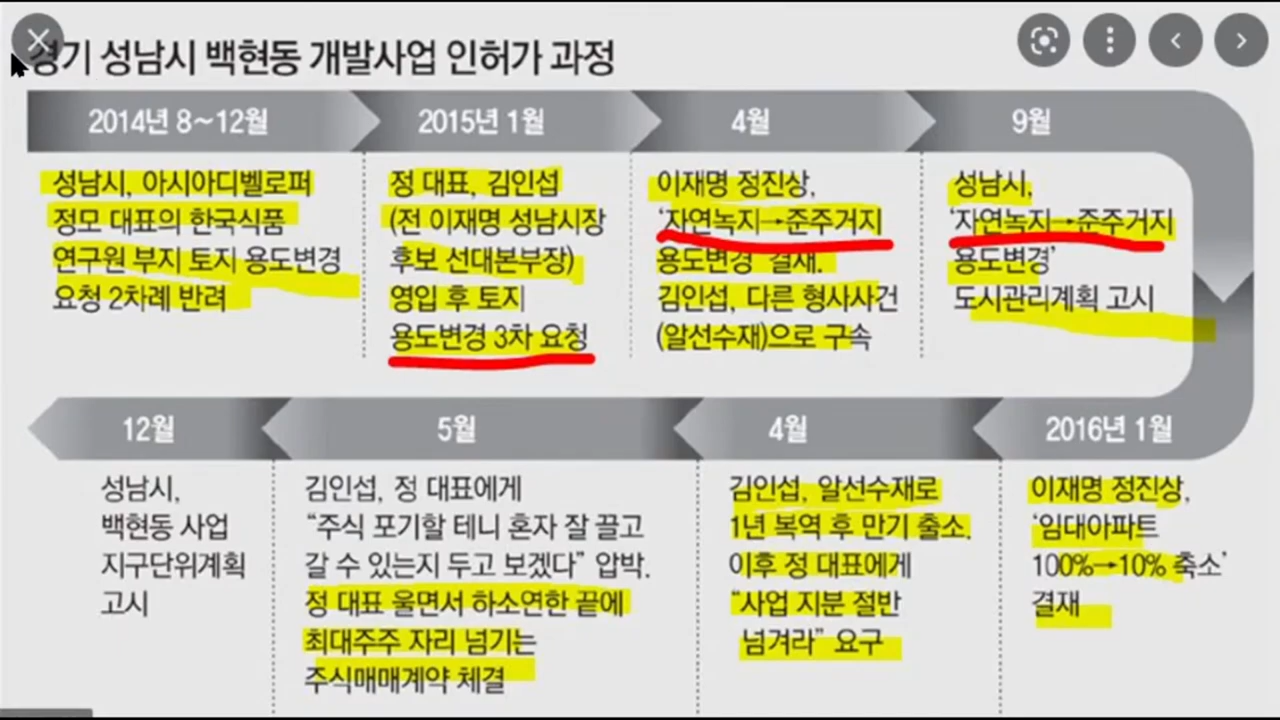 경기 성남시 백현동 개발사업 인허가 과정
2014년 8~12월
성남시, 아시아디벨로퍼
정모 대표의 한국식품
연구원 부지 토지 용도변경
요청 2차례 반려
2015년 1월
정 대표, 김인섭
(전 이재명 성남시장
후보 선대본부장)
영입 후 토지
용도변경 3차 요청
4월
이재명 정진상,
‘자연녹지→준주거지
용도변경’ 결재.
김인섭, 다른 형사사건
(알선수재)으로 구속
9월
성남시,
‘자연녹지→준주거지
용도변경’
도시관리계획 고시
2016년 1월
이재명 정진상,
‘임대아파트
100%→10% 축소’
결재
4월
김인섭, 알선수재로
1년 복역 후 만기 출소.
이후 정 대표에게
“사업 지분 절반
넘겨라” 요구
5월
김인섭, 정 대표에게
“주식 포기할 테니 혼자 잘 끌고
갈 수 있는지 두고 보겠다” 압박.
정 대표 울면서 하소연한 끝에
최대주주 자리 넘기는
주식매매계약 체결
12월
성남시,
백현동 사업
지구단위계획
고시